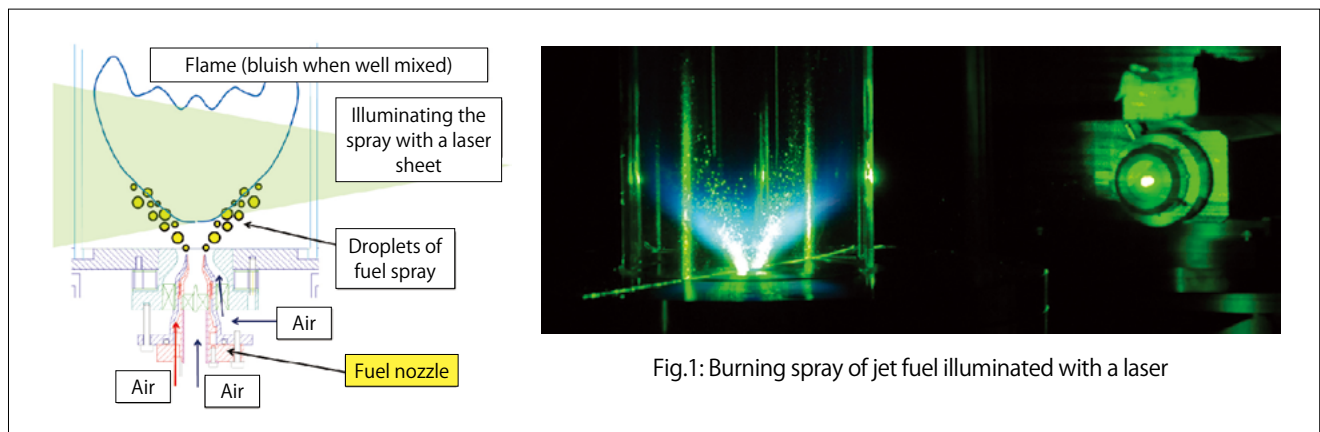 Flame (bluish when well mixed)
Illuminating the
spray with a laser
sheet
Droplets of
fuel spray
Air
Fuel nozzle
Air
Air
Fig.1: Burning spray of jet fuel illuminated with a laser